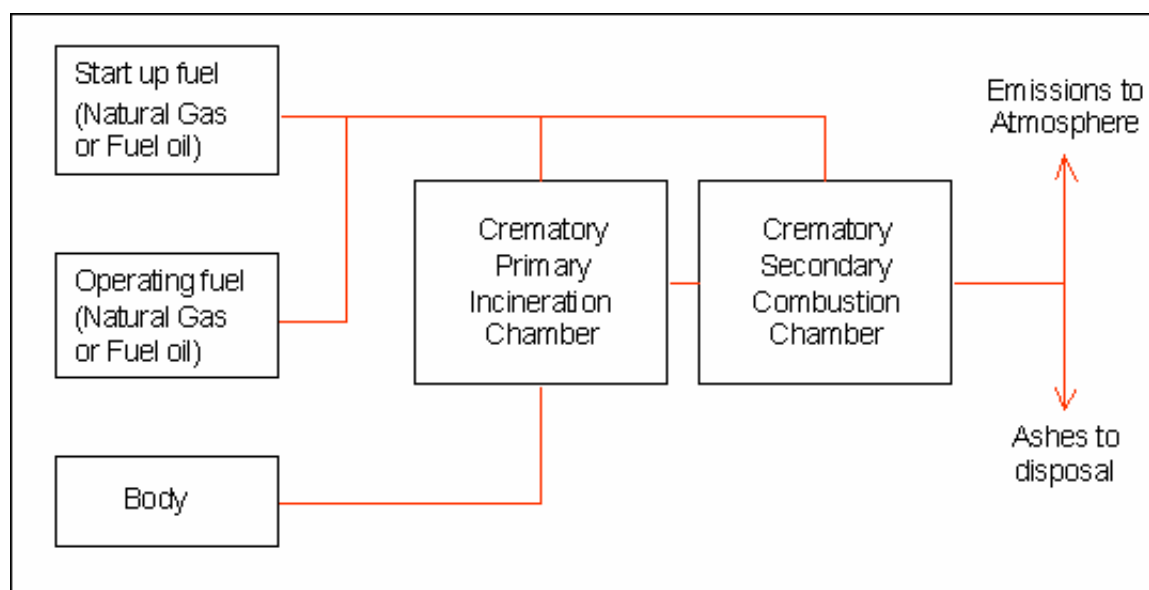 Start up fuel
(Natural Gas
or Fuel oil)
Operating fuel
(Natural Gas
or Fuel oil)
Body
Crematory
Primary
Incineration
Chamber
Crematory
Secondary
Combustion
Chamber
Emissions to
Atmosphere
Ashes to
disposal